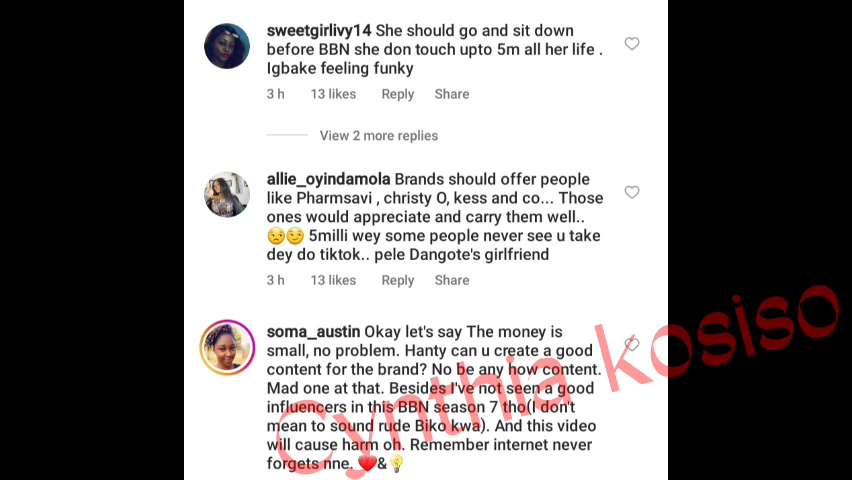 sweetgirlivy14 She should go and sit down
before BBN she don touch upto 5m all her life .
Igbake feeling funky
3 h 13 likes Reply Share
View 2 more replies
allie_oyindamola Brands should offer people
like Pharmsavi , christy O, kess and co... Those
ones would appreciate and carry them well..
😒😏 5milli wey some people never see u take
dey do tiktok.. pele Dangote's girlfriend
3 h 13 likes Reply Share
soma_austin Okay let's say The money is
small, no problem. Hanty can u create a good
content for the brand? No be any how content.
Mad one at that. Besides I've not seen a good
influencers in this BBN season 7 tho(I don't
mean to sound rude Biko kwa). And this video
will cause harm oh. Remember internet never
forgets nne. ❤️&💡
Cynthia kosiso